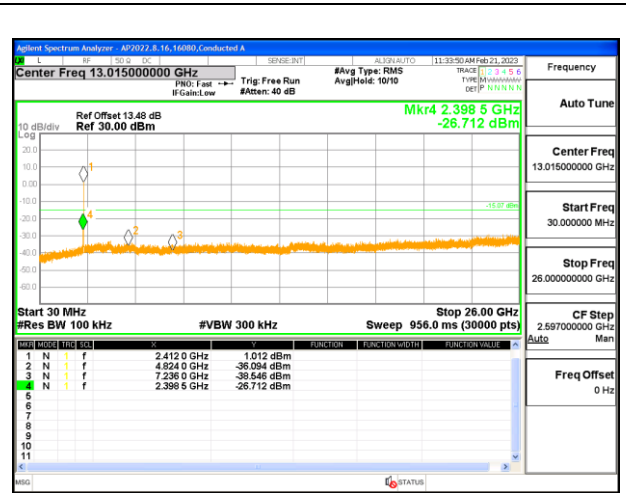 Agilent Spectrum Analyzer - AP2022.8.16,16080,Conducted A
L RF 50 Ω DC SENSE:INT ALIGNAUTO 11:33:50 AM Feb 21, 2023
Center Freq 13.015000000 GHz #Avg Type: RMS TRACE 1 2 3 4 5 6
PNO: Fast Trig: Free Run Avg|Hold: 10/10 TYPE MWWWWW
IFGain:Low #Atten: 40 dB DET P N N N N N
Ref Offset 13.48 dB Mkr4 2.398 5 GHz
10 dB/div Ref 30.00 dBm -26.712 dBm
Log
20.0
10.0
0.00
-10.0
-20.0
-30.0
-40.0
-50.0
-60.0
1
4
2
3
Start 30 MHz Stop 26.00 GHz
#Res BW 100 kHz #VBW 300 kHz Sweep 956.0 ms (30000 pts)
MKR MODE TRC SCL X Y FUNCTION FUNCTION WIDTH FUNCTION VALUE
1 N 1 f 2.412 0 GHz 1.012 dBm
2 N 1 f 4.824 0 GHz -36.094 dBm
3 N 1 f 7.236 0 GHz -38.546 dBm
4 N 1 f 2.398 5 GHz -26.712 dBm
5
6
7
8
9
10
11
MSG STATUS
Frequency
Auto Tune
Center Freq
13.015000000 GHz
Start Freq
30.000000 MHz
Stop Freq
26.000000000 GHz
CF Step
2.597000000 GHz
Auto Man
Freq Offset
0 Hz